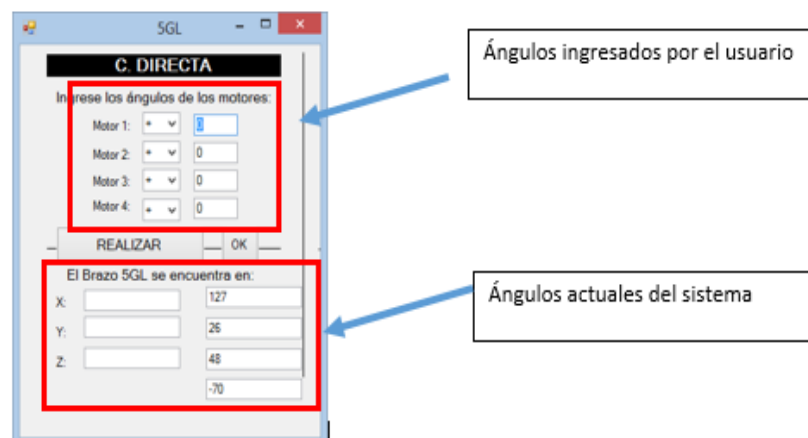 5GL
C. DIRECTA
Ingrese los ángulos de los motores:
Motor 1: + 0
Motor 2: + 0
Motor 3: + 0
Motor 4: + 0
REALIZAR OK
El Brazo 5GL se encuentra en:
X: 127
Y: 26
Z: 48
-70
Ángulos ingresados por el usuario
Ángulos actuales del sistema